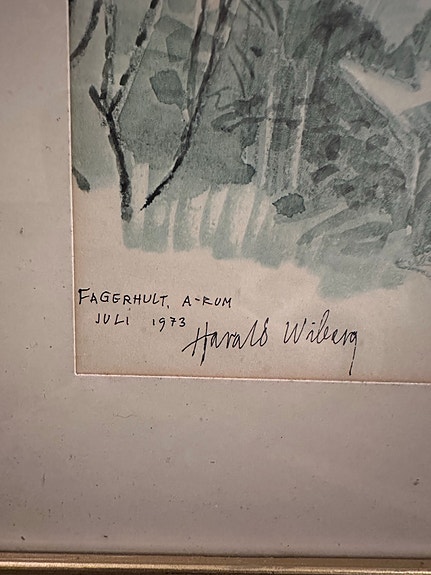 FAGERHULT, A-RUM
JULI 1973
Harald Wiberg